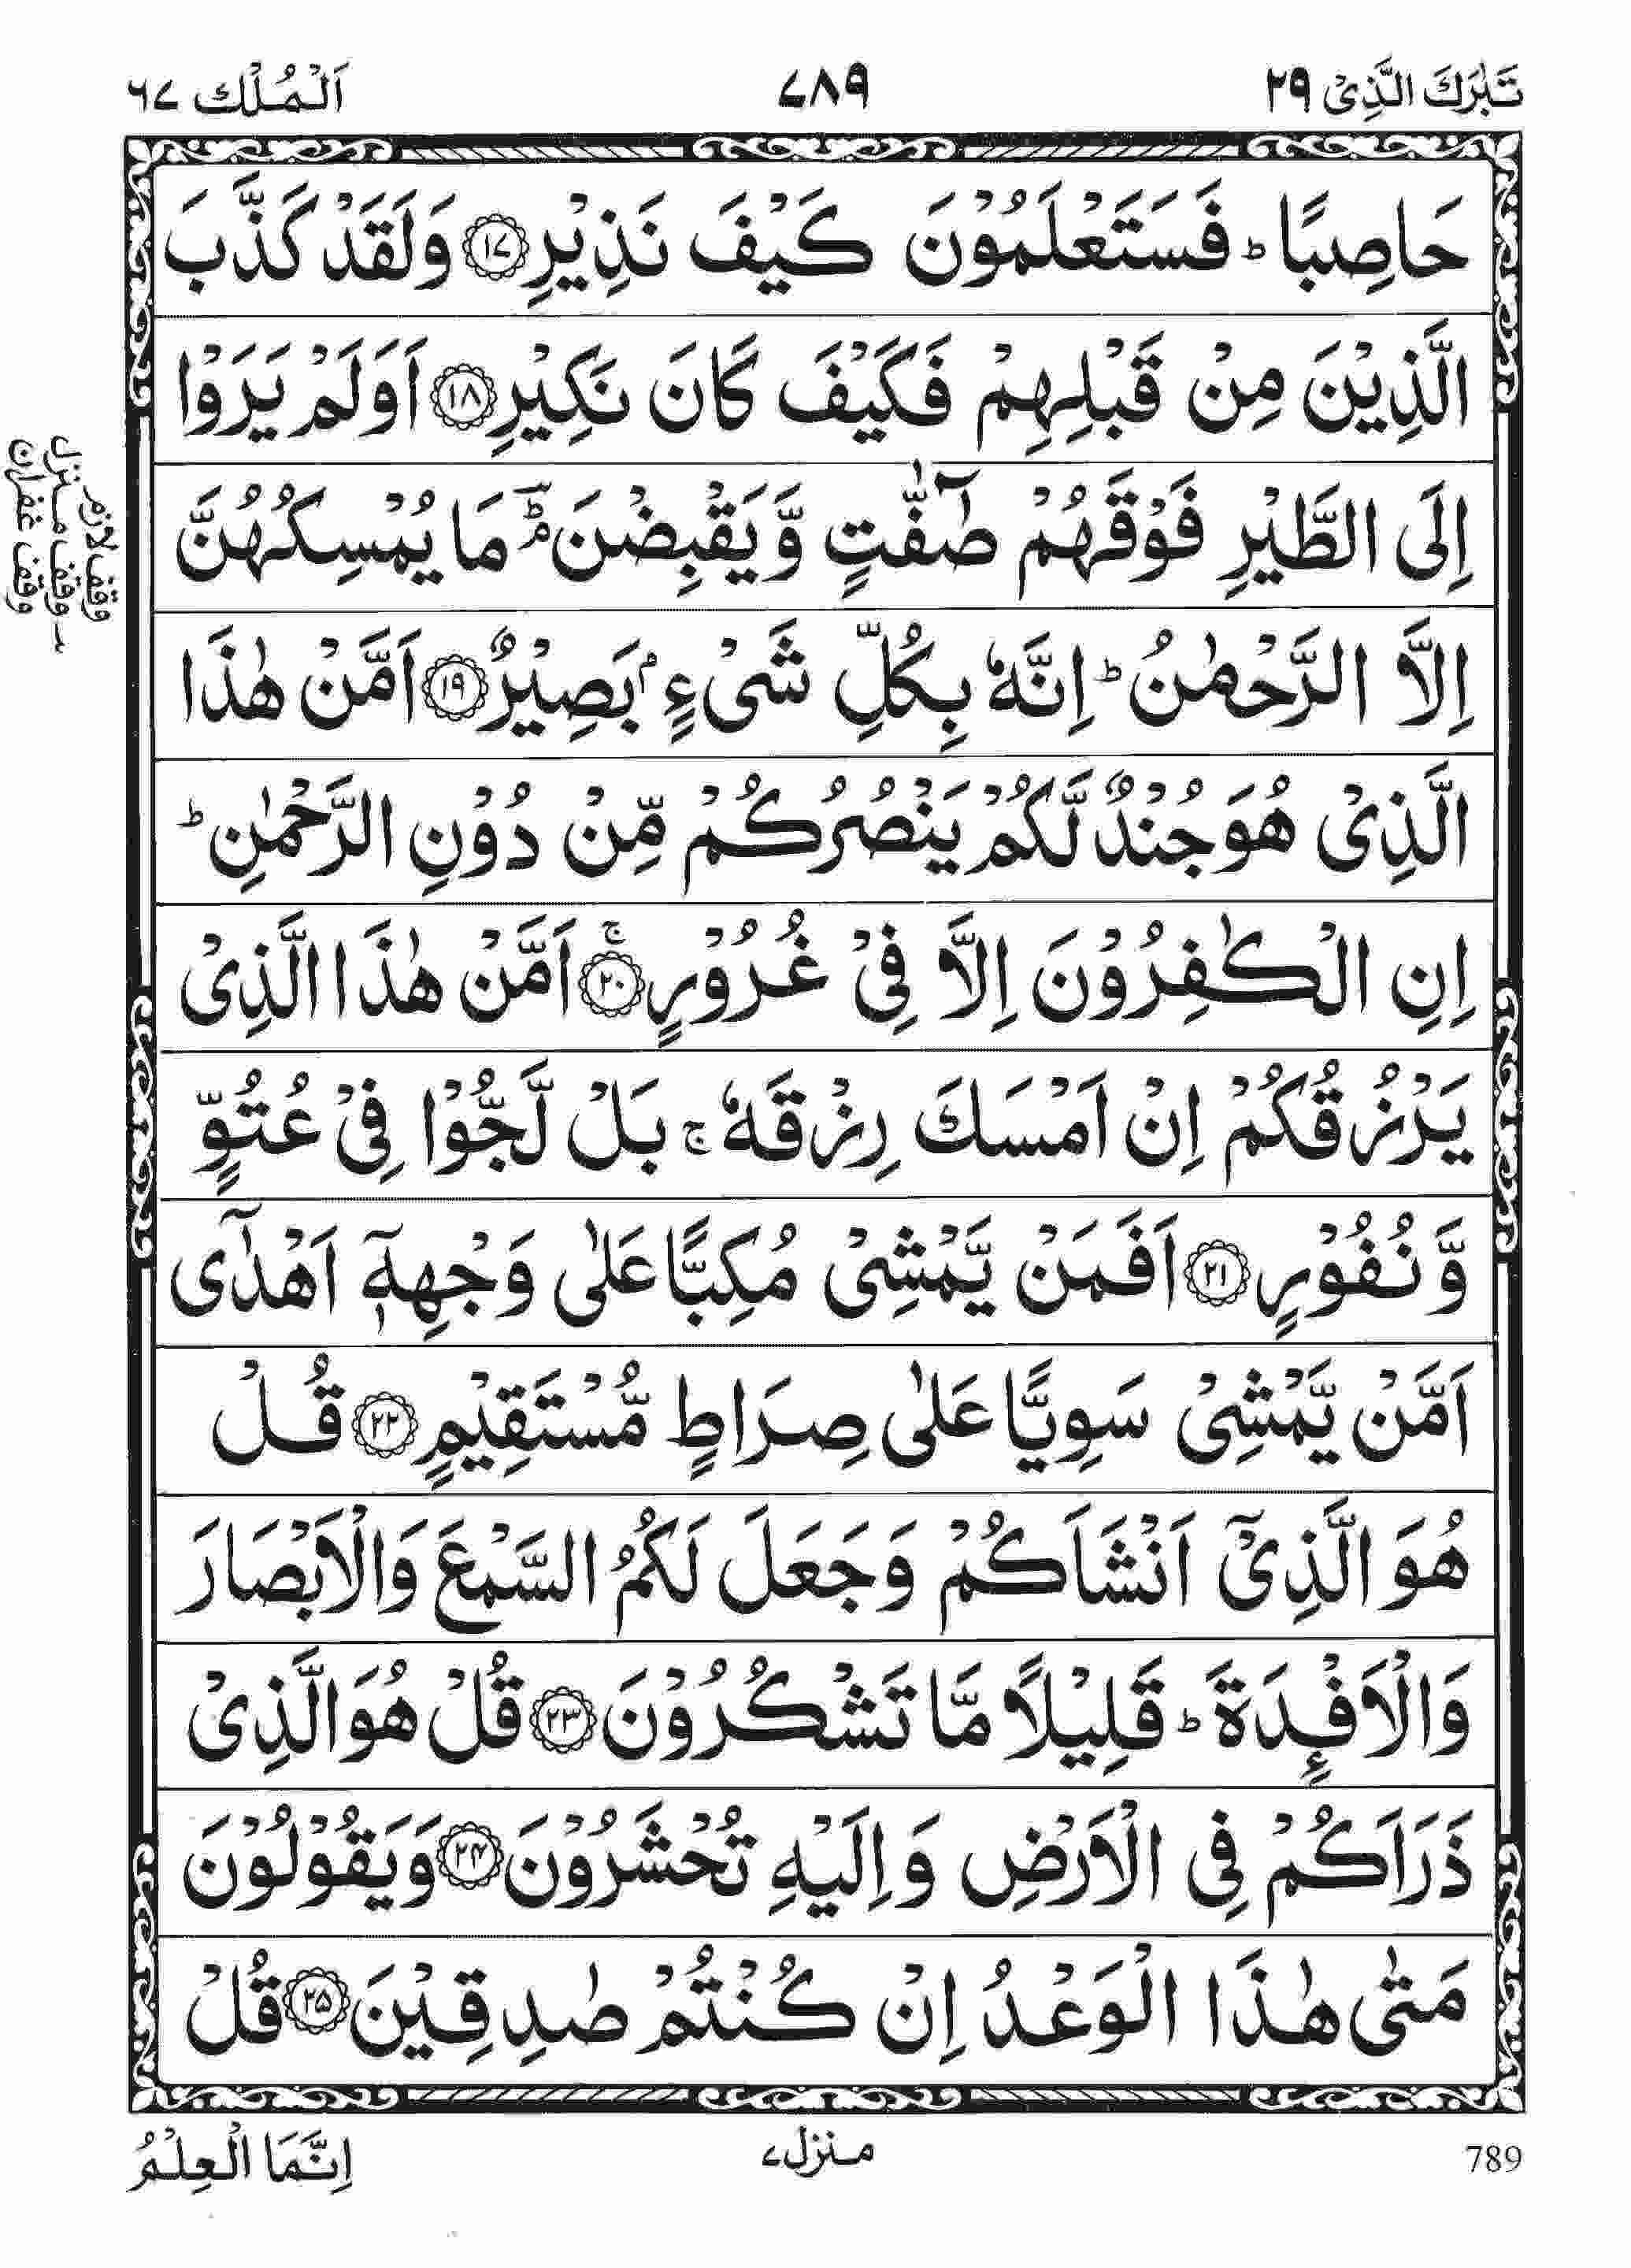 تَبٰرَكَ الَّذِىْ ٢٩
٧٨٩
اَلْمُلْك ٦٧
حَاصِبًا ؕ فَسَتَعْلَمُوْنَ كَيْفَ نَذِيْرِ ﴿١٧﴾ وَلَقَدْ كَذَّبَ
الَّذِيْنَ مِنْ قَبْلِهِمْ فَكَيْفَ كَانَ نَكِيْرِ ﴿١٨﴾ اَوَلَمْ يَرَوْا
اِلَى الطَّيْرِ فَوْقَهُمْ صٰٓفّٰتٍ وَّيَقْبِضْنَ ؔۘؕ مَا يُمْسِكُهُنَّ
اِلَّا الرَّحْمٰنُ ؕ اِنَّهٗ بِكُلِّ شَىْءٍۭ بَصِيْرٌ ﴿١٩﴾ اَمَّنْ هٰذَا
الَّذِىْ هُوَ جُنْدٌ لَّكُمْ يَنْصُرُكُمْ مِّنْ دُوْنِ الرَّحْمٰنِ ؕ
اِنِ الْكٰفِرُوْنَ اِلَّا فِىْ غُرُوْرٍ ۚ ﴿٢٠﴾ اَمَّنْ هٰذَا الَّذِىْ
يَرْزُقُكُمْ اِنْ اَمْسَكَ رِزْقَهٗ ۚ بَلْ لَّجُّوْا فِىْ عُتُوٍّ
وَّنُفُوْرٍ ﴿٢١﴾ اَفَمَنْ يَّمْشِىْ مُكِبًّا عَلٰى وَجْهِهٖۤ اَهْدٰٓى
اَمَّنْ يَّمْشِىْ سَوِيًّا عَلٰى صِرَاطٍ مُّسْتَقِيْمٍ ﴿٢٢﴾ قُلْ
هُوَ الَّذِىْۤ اَنْشَاَكُمْ وَجَعَلَ لَكُمُ السَّمْعَ وَالْاَبْصَارَ
وَالْاَفْـِٕدَةَ ؕ قَلِيْلًا مَّا تَشْكُرُوْنَ ﴿٢٣﴾ قُلْ هُوَ الَّذِىْ
ذَرَاَكُمْ فِى الْاَرْضِ وَاِلَيْهِ تُحْشَرُوْنَ ﴿٢٤﴾ وَيَقُوْلُوْنَ
مَتٰى هٰذَا الْوَعْدُ اِنْ كُنْتُمْ صٰدِقِيْنَ ﴿٢٥﴾ قُلْ
وقف لازم
وقف منزل
وقف غفران
789
منزل ٧
اِنَّمَا الْعِلْمُ